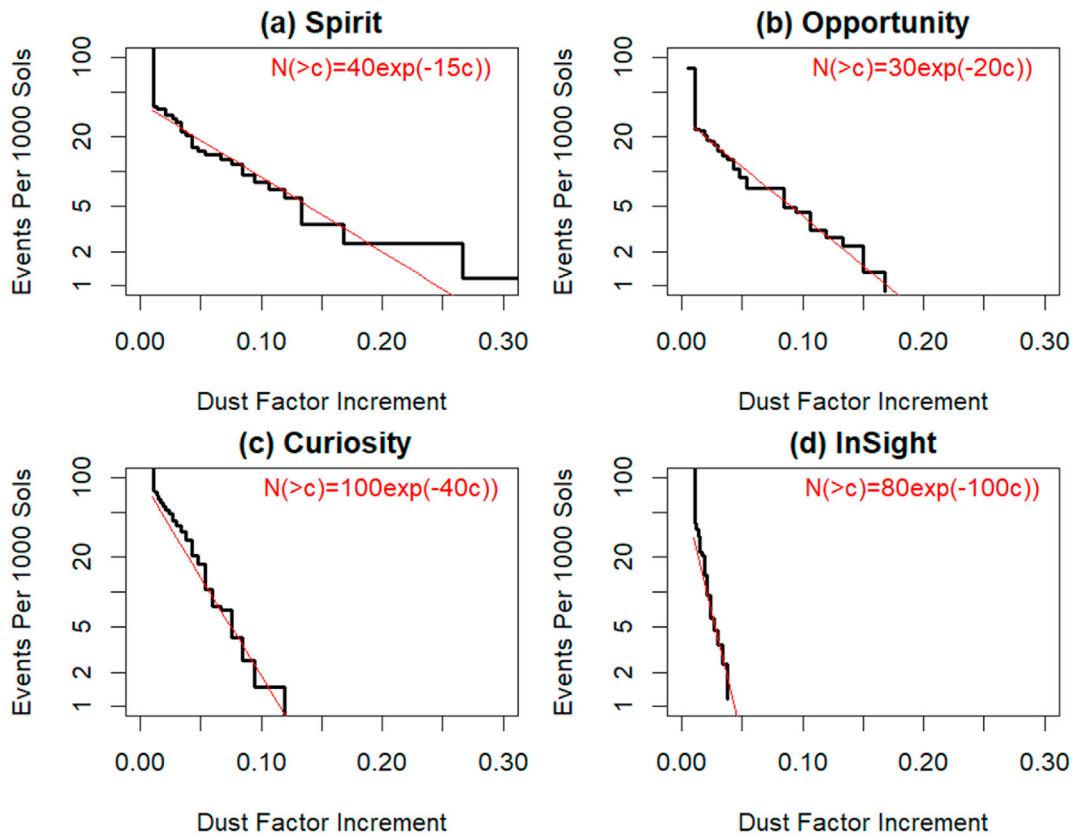 (a) Spirit
N(>c)=40exp(-15c))
Events Per 1000 Sols
100
20
5
2
1
0.00 0.10 0.20 0.30
Dust Factor Increment
(b) Opportunity
N(>c)=30exp(-20c))
Events Per 1000 Sols
100
20
5
2
1
0.00 0.10 0.20 0.30
Dust Factor Increment
(c) Curiosity
N(>c)=100exp(-40c))
Events Per 1000 Sols
100
20
5
2
1
0.00 0.10 0.20 0.30
Dust Factor Increment
(d) InSight
N(>c)=80exp(-100c))
Events Per 1000 Sols
100
20
5
2
1
0.00 0.10 0.20 0.30
Dust Factor Increment